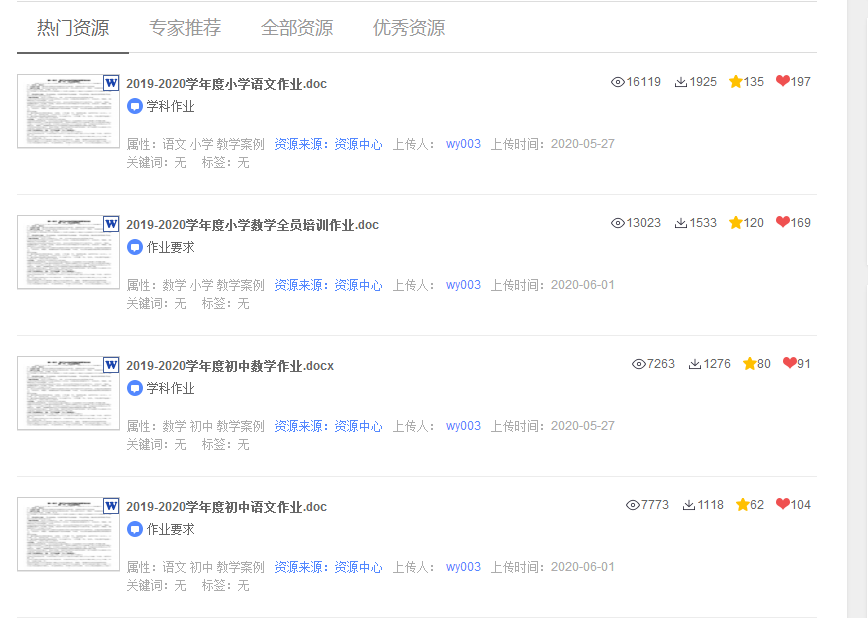 热门资源 专家推荐 全部资源 优秀资源
2019-2020学年度小学语文作业.doc 16119 1925 135 197
学科作业
属性：语文 小学 教学案例 资源来源：资源中心 上传人： wy003 上传时间：2020-05-27
关键词：无 标签：无
2019-2020学年度小学数学全员培训作业.doc 13023 1533 120 169
作业要求
属性：数学 小学 教学案例 资源来源：资源中心 上传人： wy003 上传时间：2020-06-01
关键词：无 标签：无
2019-2020学年度初中数学作业.docx 7263 1276 80 91
学科作业
属性：数学 初中 教学案例 资源来源：资源中心 上传人： wy003 上传时间：2020-05-27
关键词：无 标签：无
2019-2020学年度初中语文作业.doc 7773 1118 62 104
作业要求
属性：语文 初中 教学案例 资源来源：资源中心 上传人： wy003 上传时间：2020-06-01
关键词：无 标签：无